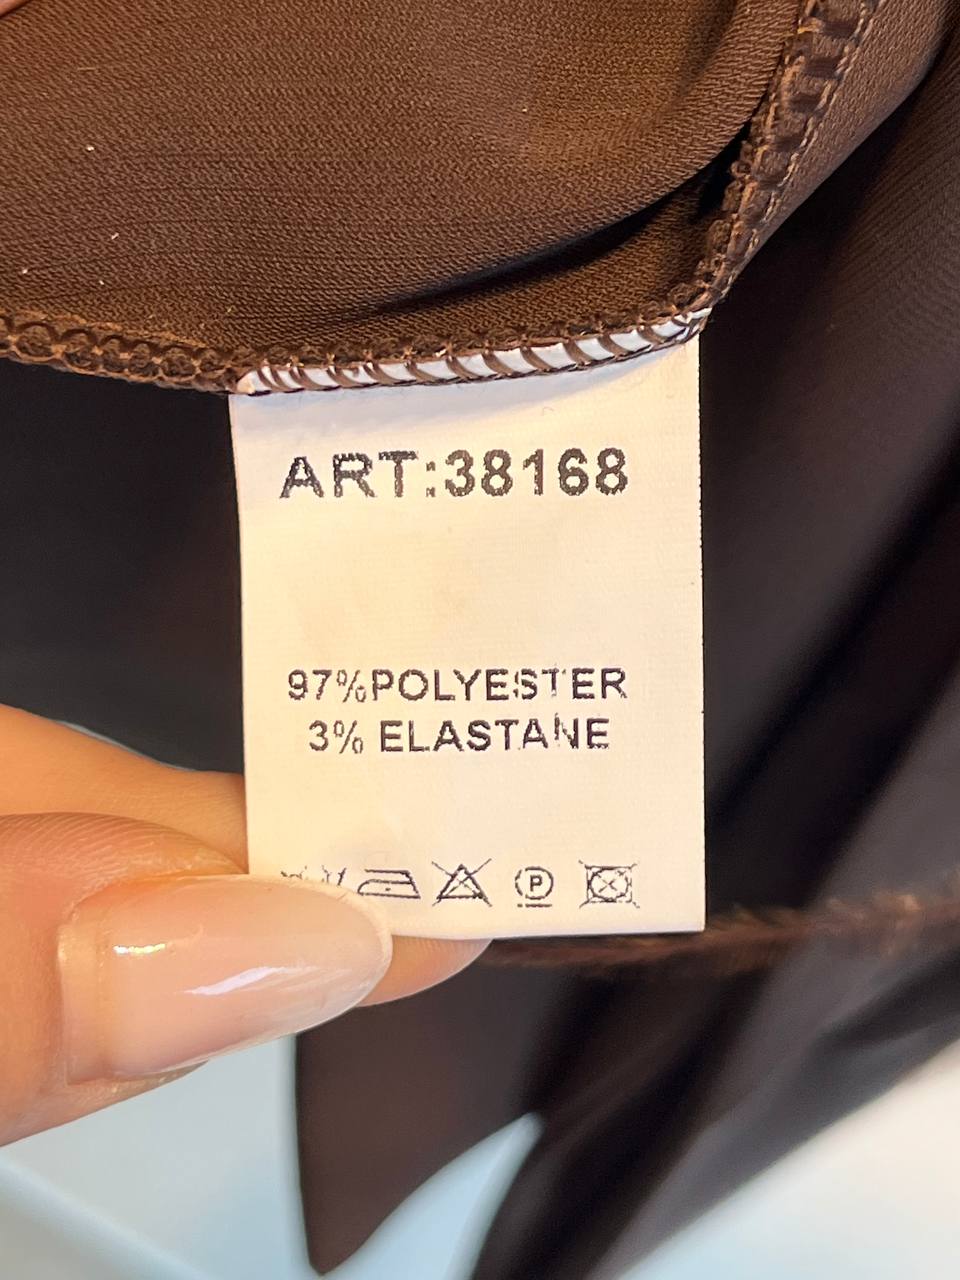 ART:38168
97%POLYESTER
3% ELASTANE
P